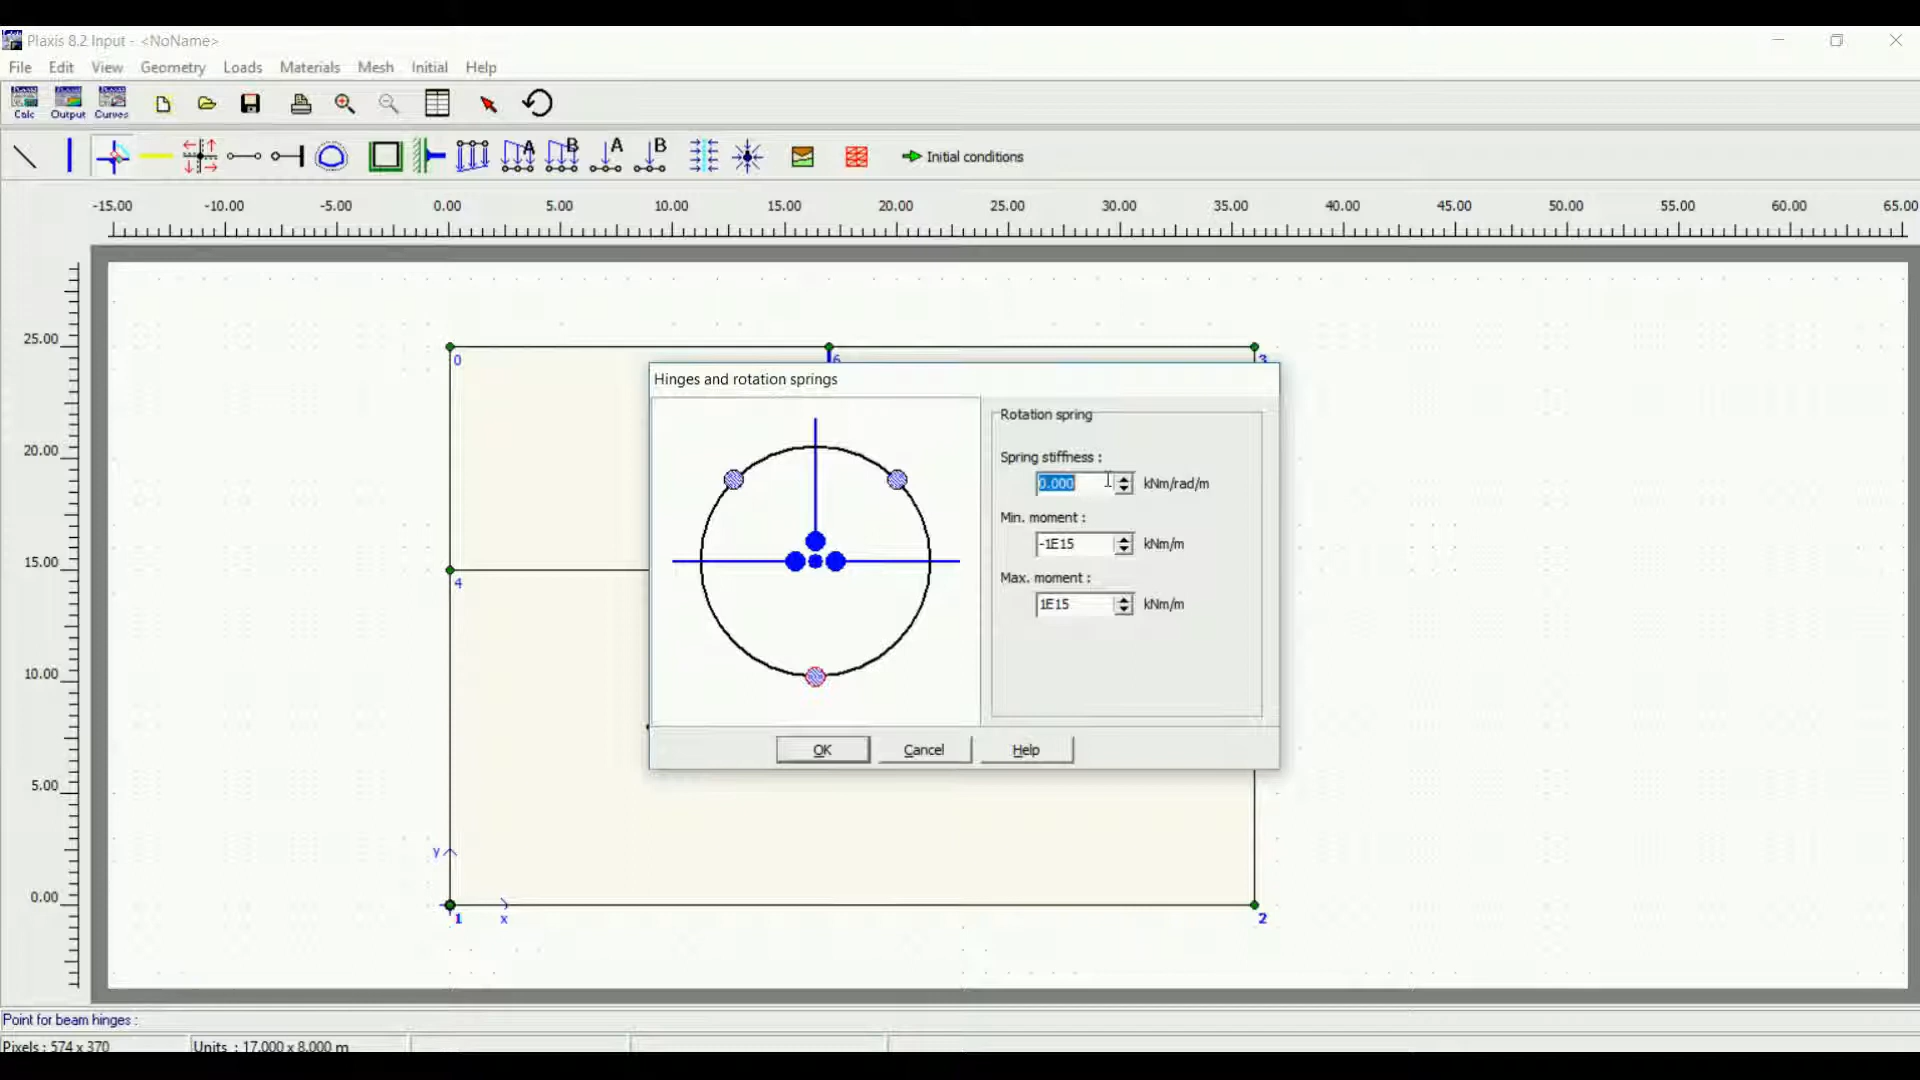 Plaxis 8.2 Input - <NoName>
File Edit View Geometry Loads Materials Mesh Initial Help
Calc Output Curves
A B A B Initial conditions
-15.00 -10.00 -5.00 0.00 5.00 10.00 15.00 20.00 25.00 30.00 35.00 40.00 45.00 50.00 55.00 60.00 65.00
25.00
0 6 3
Hinges and rotation springs
Rotation spring
20.00
Spring stiffness :
0.000 kNm/rad/m
Min. moment :
-1E15 kNm/m
15.00
4
Max. moment :
1E15 kNm/m
10.00
OK Cancel Help
5.00
y
0.00
1 x 2
Point for beam hinges :
Pixels : 574 x 370 Units : 17.000 x 8.000 m